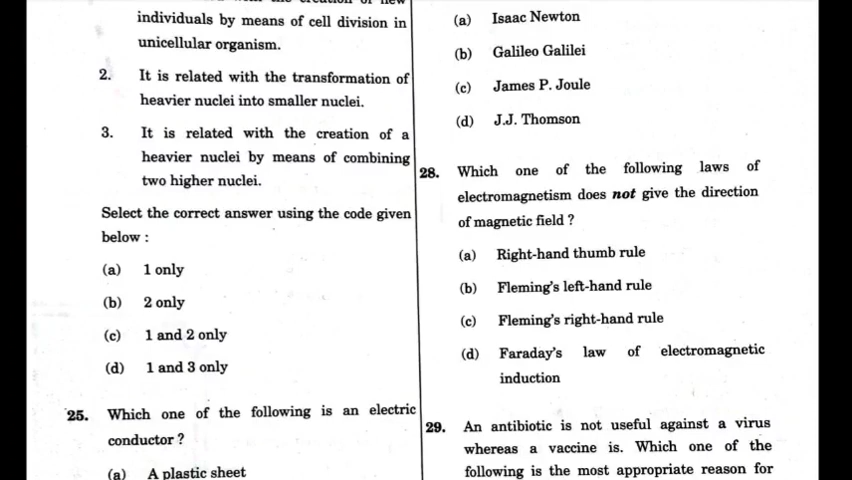 individuals by means of cell division in
unicellular organism.
2. It is related with the transformation of
heavier nuclei into smaller nuclei.
3. It is related with the creation of a
heavier nuclei by means of combining
two higher nuclei.
Select the correct answer using the code given
below :
(a) 1 only
(b) 2 only
(c) 1 and 2 only
(d) 1 and 3 only
25. Which one of the following is an electric
conductor ?
(a) A plastic sheet
(a) Isaac Newton
(b) Galileo Galilei
(c) James P. Joule
(d) J.J. Thomson
28. Which one of the following laws of
electromagnetism does not give the direction
of magnetic field ?
(a) Right-hand thumb rule
(b) Fleming's left-hand rule
(c) Fleming's right-hand rule
(d) Faraday's law of electromagnetic
induction
29. An antibiotic is not useful against a virus
whereas a vaccine is. Which one of the
following is the most appropriate reason for